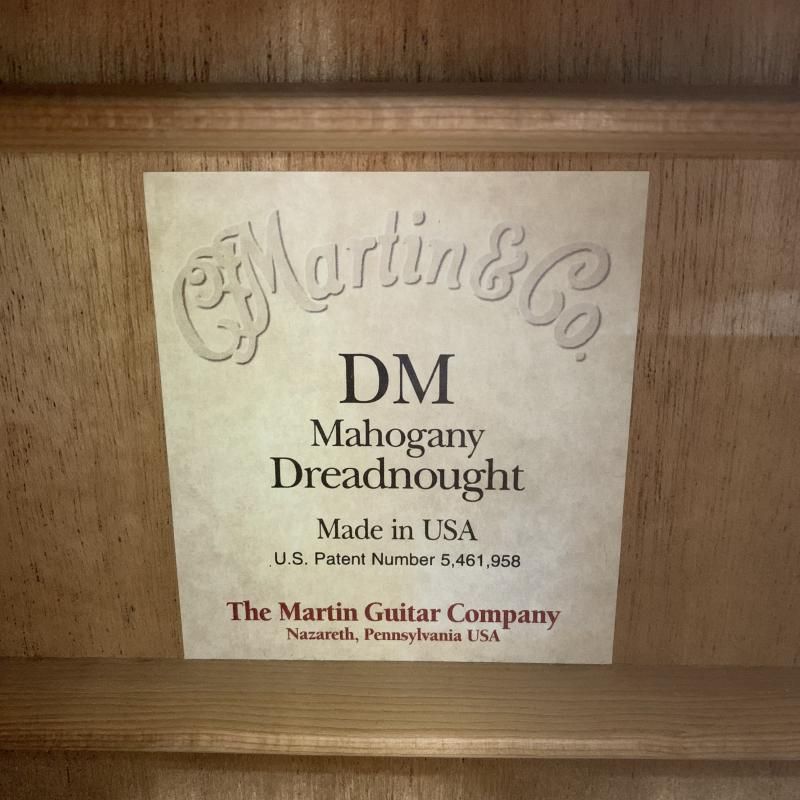 CF Martin & Co.
DM
Mahogany
Dreadnought
Made in USA
U.S. Patent Number 5,461,958
The Martin Guitar Company
Nazareth, Pennsylvania USA